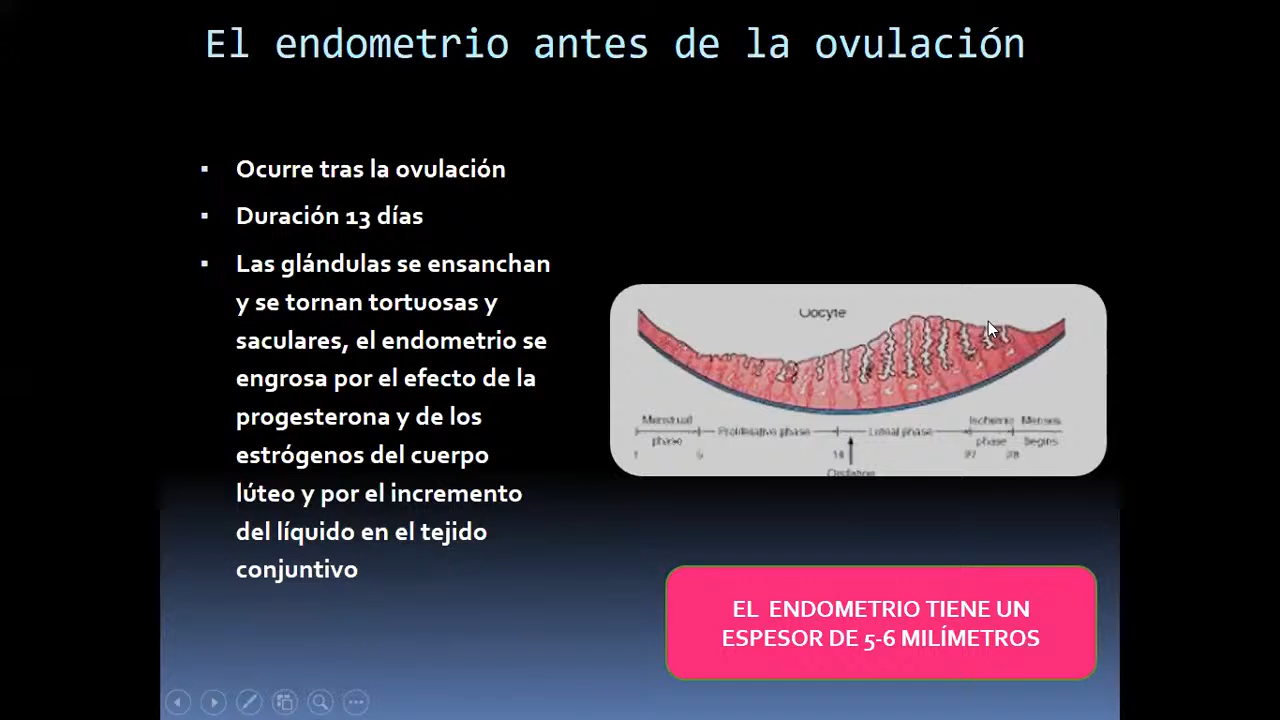 El endometrio antes de la ovulación
▪ Ocurre tras la ovulación
▪ Duración 13 días
▪ Las glándulas se ensanchan
y se tornan tortuosas y
saculares, el endometrio se
engrosa por el efecto de la
progesterona y de los
estrógenos del cuerpo
lúteo y por el incremento
del líquido en el tejido
conjuntivo
Oocyte
Menstrual Proliferative phase Luteal phase Ischemic Menses
phase phase begins
1 5 14 27 28
EL ENDOMETRIO TIENE UN
ESPESOR DE 5-6 MILÍMETROS